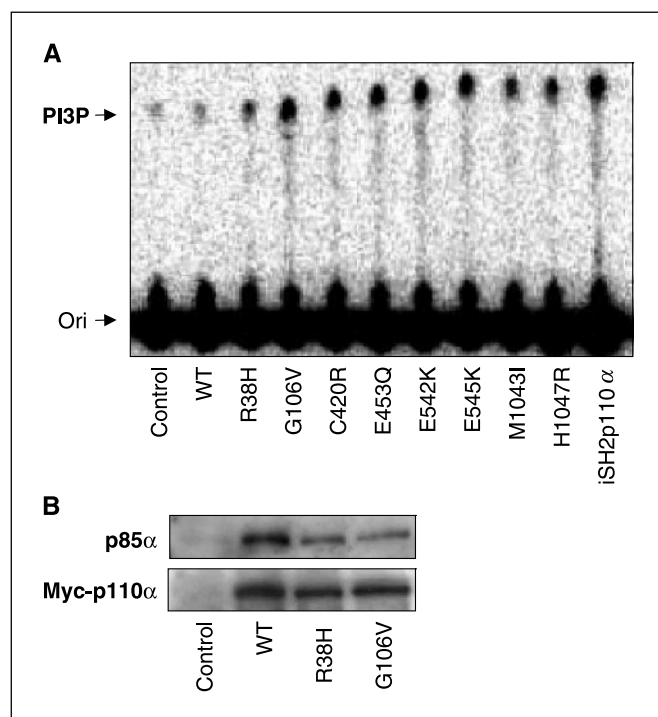 A
PI3P
Ori
Control
WT
R38H
G106V
C420R
E453Q
E542K
E545K
M1043I
H1047R
iSH2p110 α
B
p85α
Myc-p110α
Control
WT
R38H
G106V